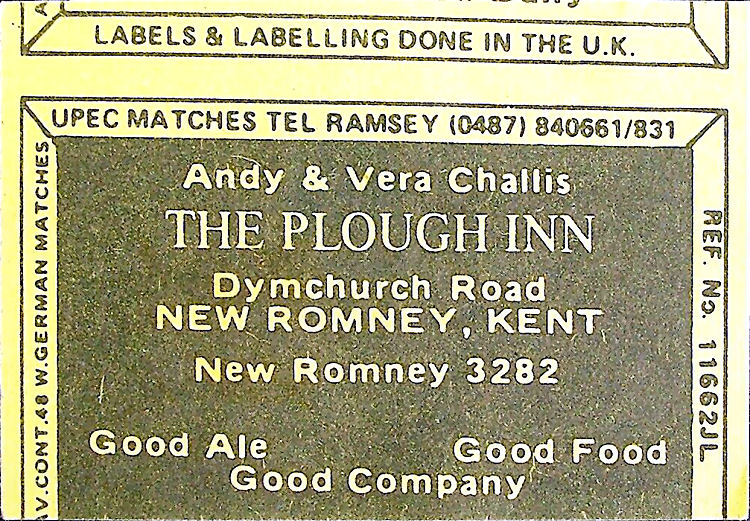 LABELS & LABELLING DONE IN THE U.K.
UPEC MATCHES TEL RAMSEY (0487) 840661/831
AV.CONT.48 W.GERMAN MATCHES
Andy & Vera Challis
THE PLOUGH INN
Dymchurch Road
NEW ROMNEY, KENT
New Romney 3282
Good Ale Good Food
Good Company
REF. No. 11662JL